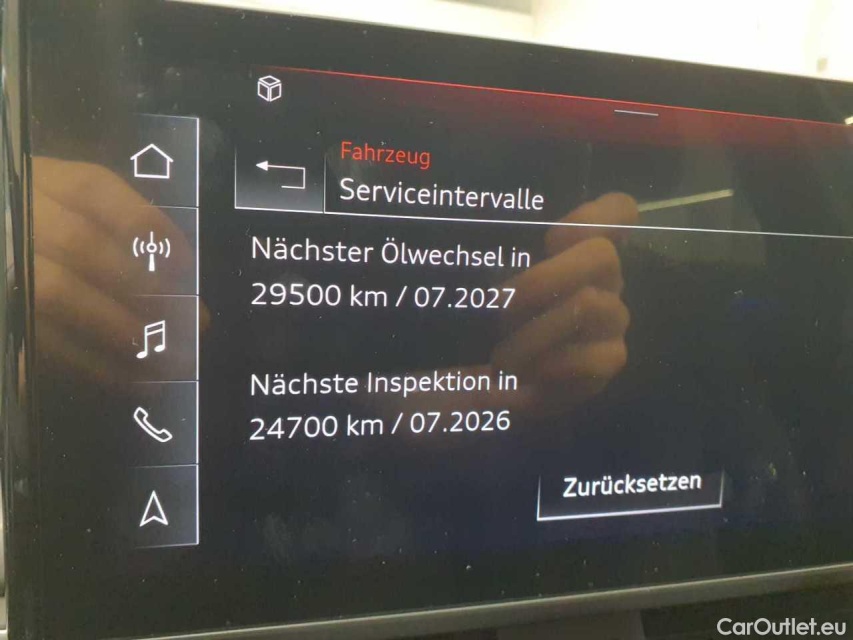 Fahrzeug
Serviceintervalle
Nächster Ölwechsel in
29500 km / 07.2027
Nächste Inspektion in
24700 km / 07.2026
Zurücksetzen
CarOutlet.eu